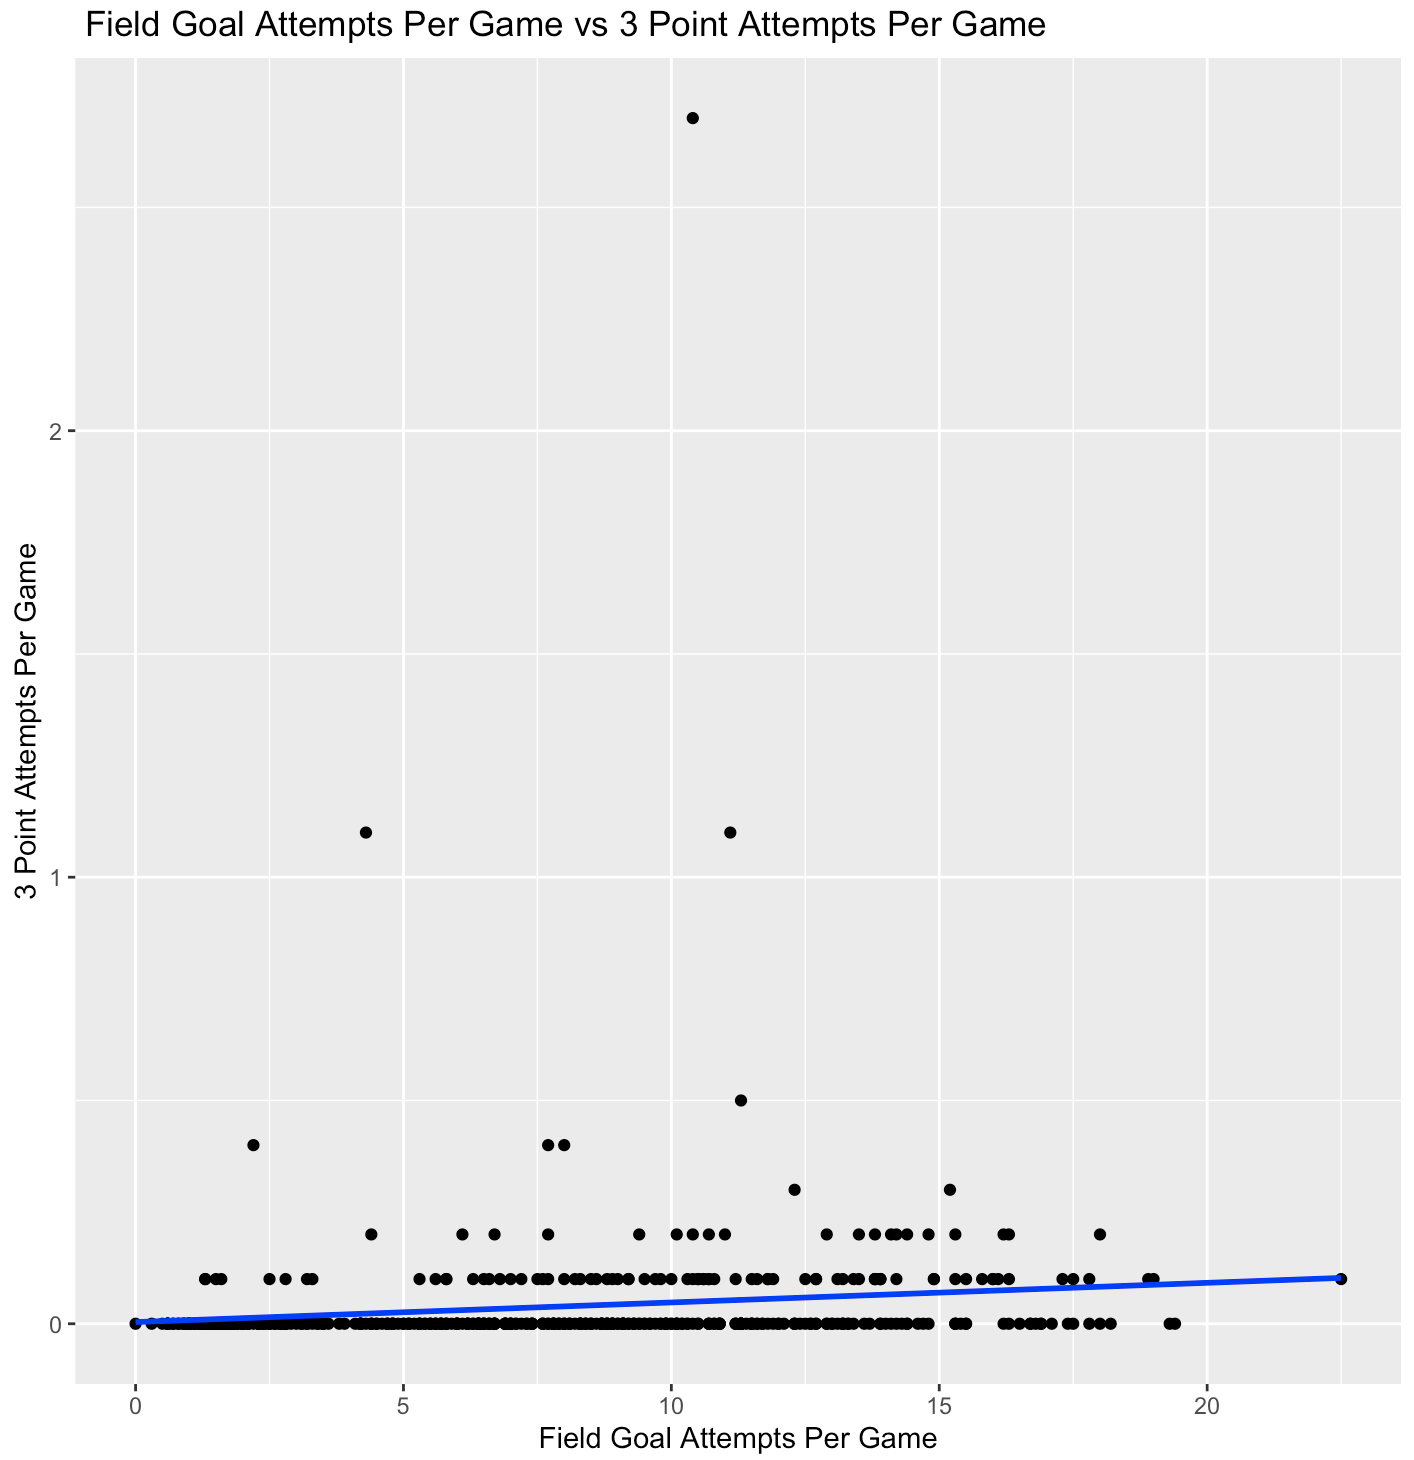 Field Goal Attempts Per Game vs 3 Point Attempts Per Game
3 Point Attempts Per Game
2
1
0
0 5 10 15 20
Field Goal Attempts Per Game